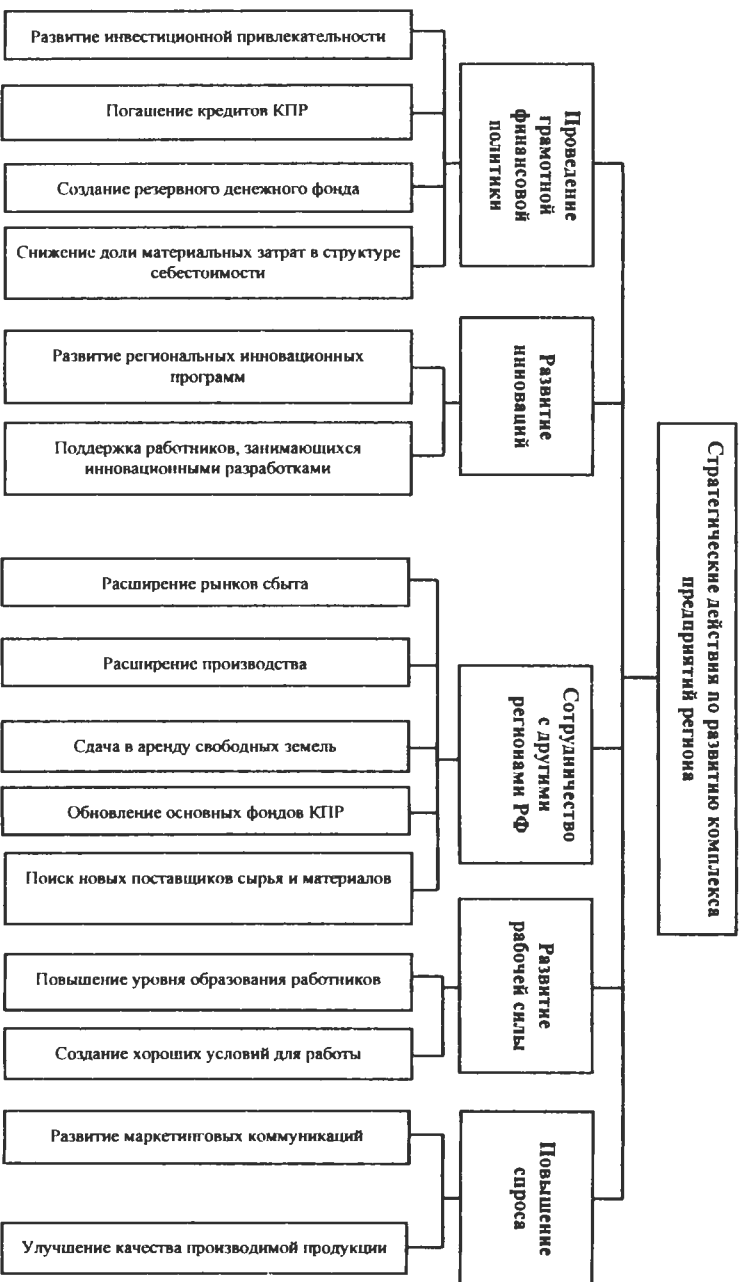 Стратегические действия по развитию комплекса
предприятий региона
Проведение
грамотной
финансовой
политики
Развитие инвестиционной привлекательности
Погашение кредитов КПР
Создание резервного денежного фонда
Снижение доли материальных затрат в структуре
себестоимости
Развитие
инноваций
Развитие региональных инновационных
программ
Поддержка работников, занимающихся
инновационными разработками
Сотрудничество
с другими
регионами РФ
Расширение рынков сбыта
Расширение производства
Сдача в аренду свободных земель
Обновление основных фондов КПР
Поиск новых поставщиков сырья и материалов
Развитие
рабочей силы
Повышение уровня образования работников
Создание хороших условий для работы
Повышение
спроса
Развитие маркетинговых коммуникаций
Улучшение качества производимой продукции